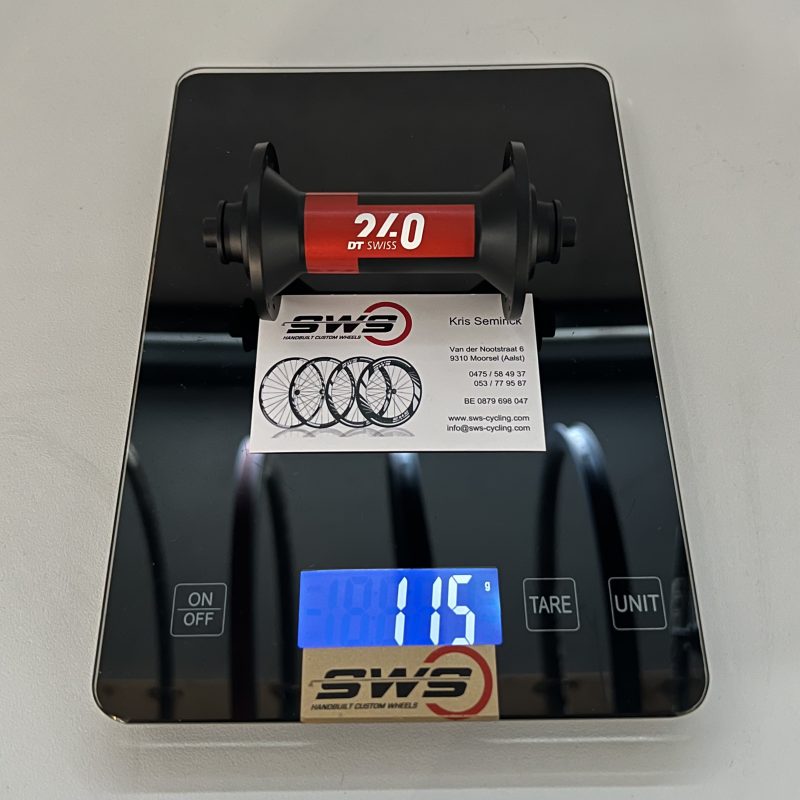 240
DT SWISS
SWS
HANDBUILT CUSTOM WHEELS
Kris Seminck
Van der Nootstraat 6
9310 Moorsel (Aalst)
0475 / 58 49 37
053 / 77 95 87
BE 0879 698 047
www.sws-cycling.com
info@sws-cycling.com
ON
OFF
115 g
TARE
UNIT
SWS
HANDBUILT CUSTOM WHEELS